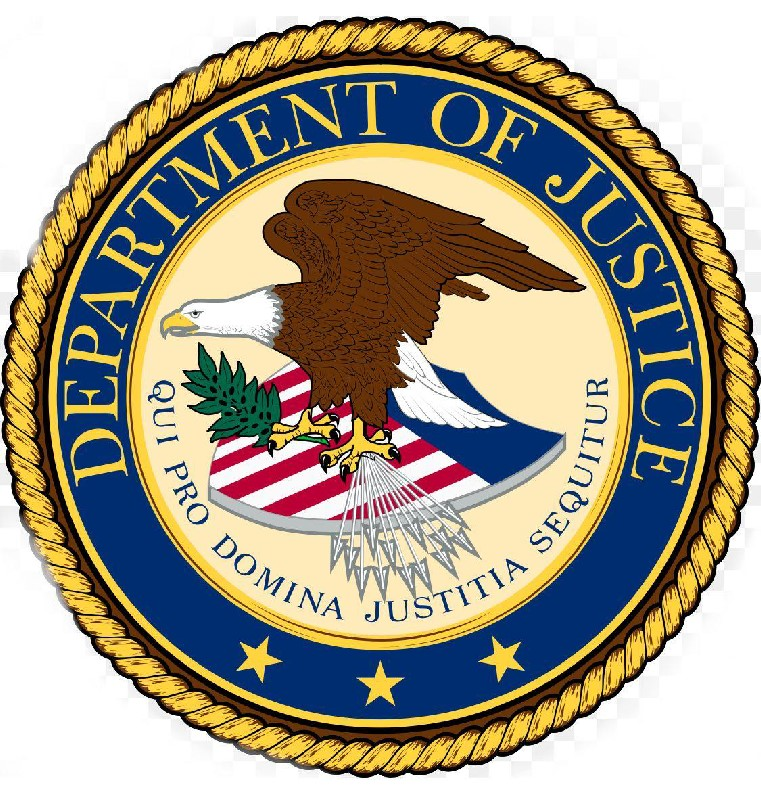 DEPARTMENT OF JUSTICE
QUI PRO DOMINA JUSTITIA SEQUITUR